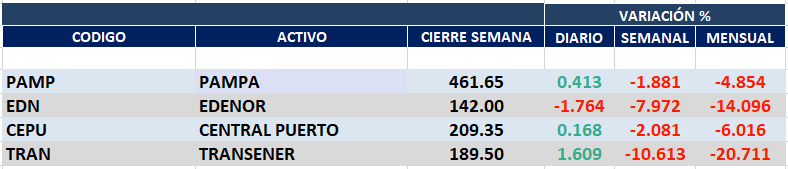 VARIACIÓN %
CODIGO ACTIVO CIERRE SEMANA DIARIO SEMANAL MENSUAL
PAMP PAMPA 461.65 0.413 -1.881 -4.854
EDN EDENOR 142.00 -1.764 -7.972 -14.096
CEPU CENTRAL PUERTO 209.35 0.168 -2.081 -6.016
TRAN TRANSENER 189.50 1.609 -10.613 -20.711